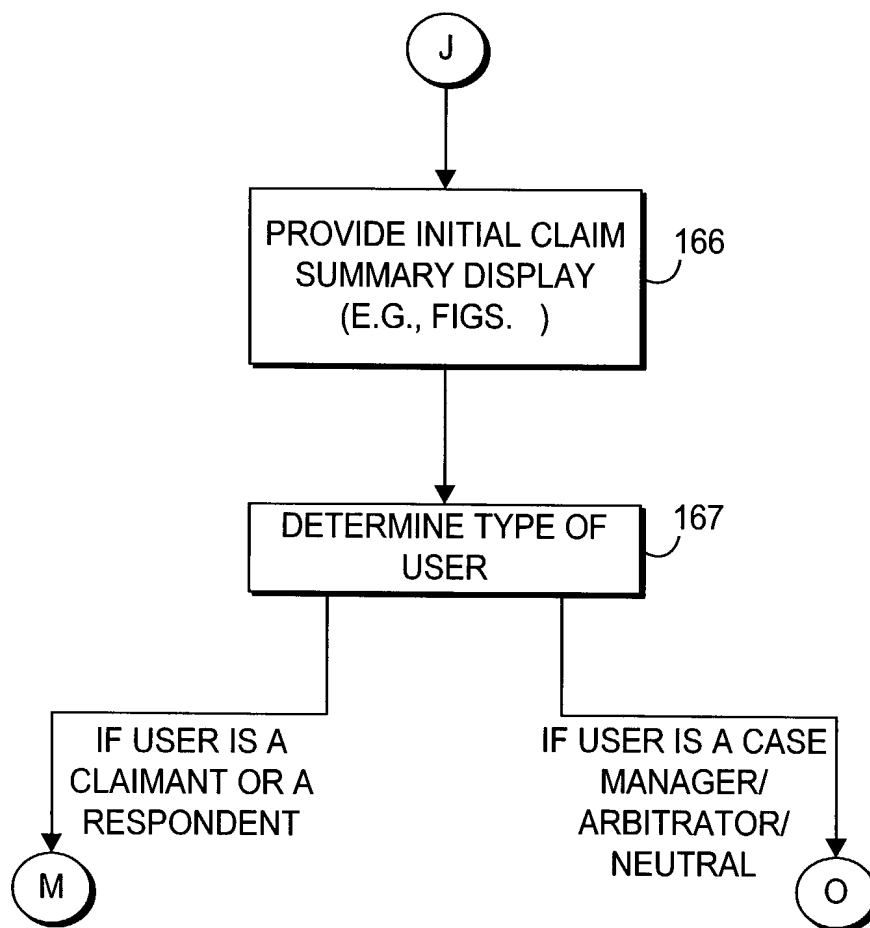 J
PROVIDE INITIAL CLAIM
SUMMARY DISPLAY
(E.G., FIGS. )
166
DETERMINE TYPE OF
USER
167
IF USER IS A
CLAIMANT OR A
RESPONDENT
IF USER IS A CASE
MANAGER/
ARBITRATOR/
NEUTRAL
M
O